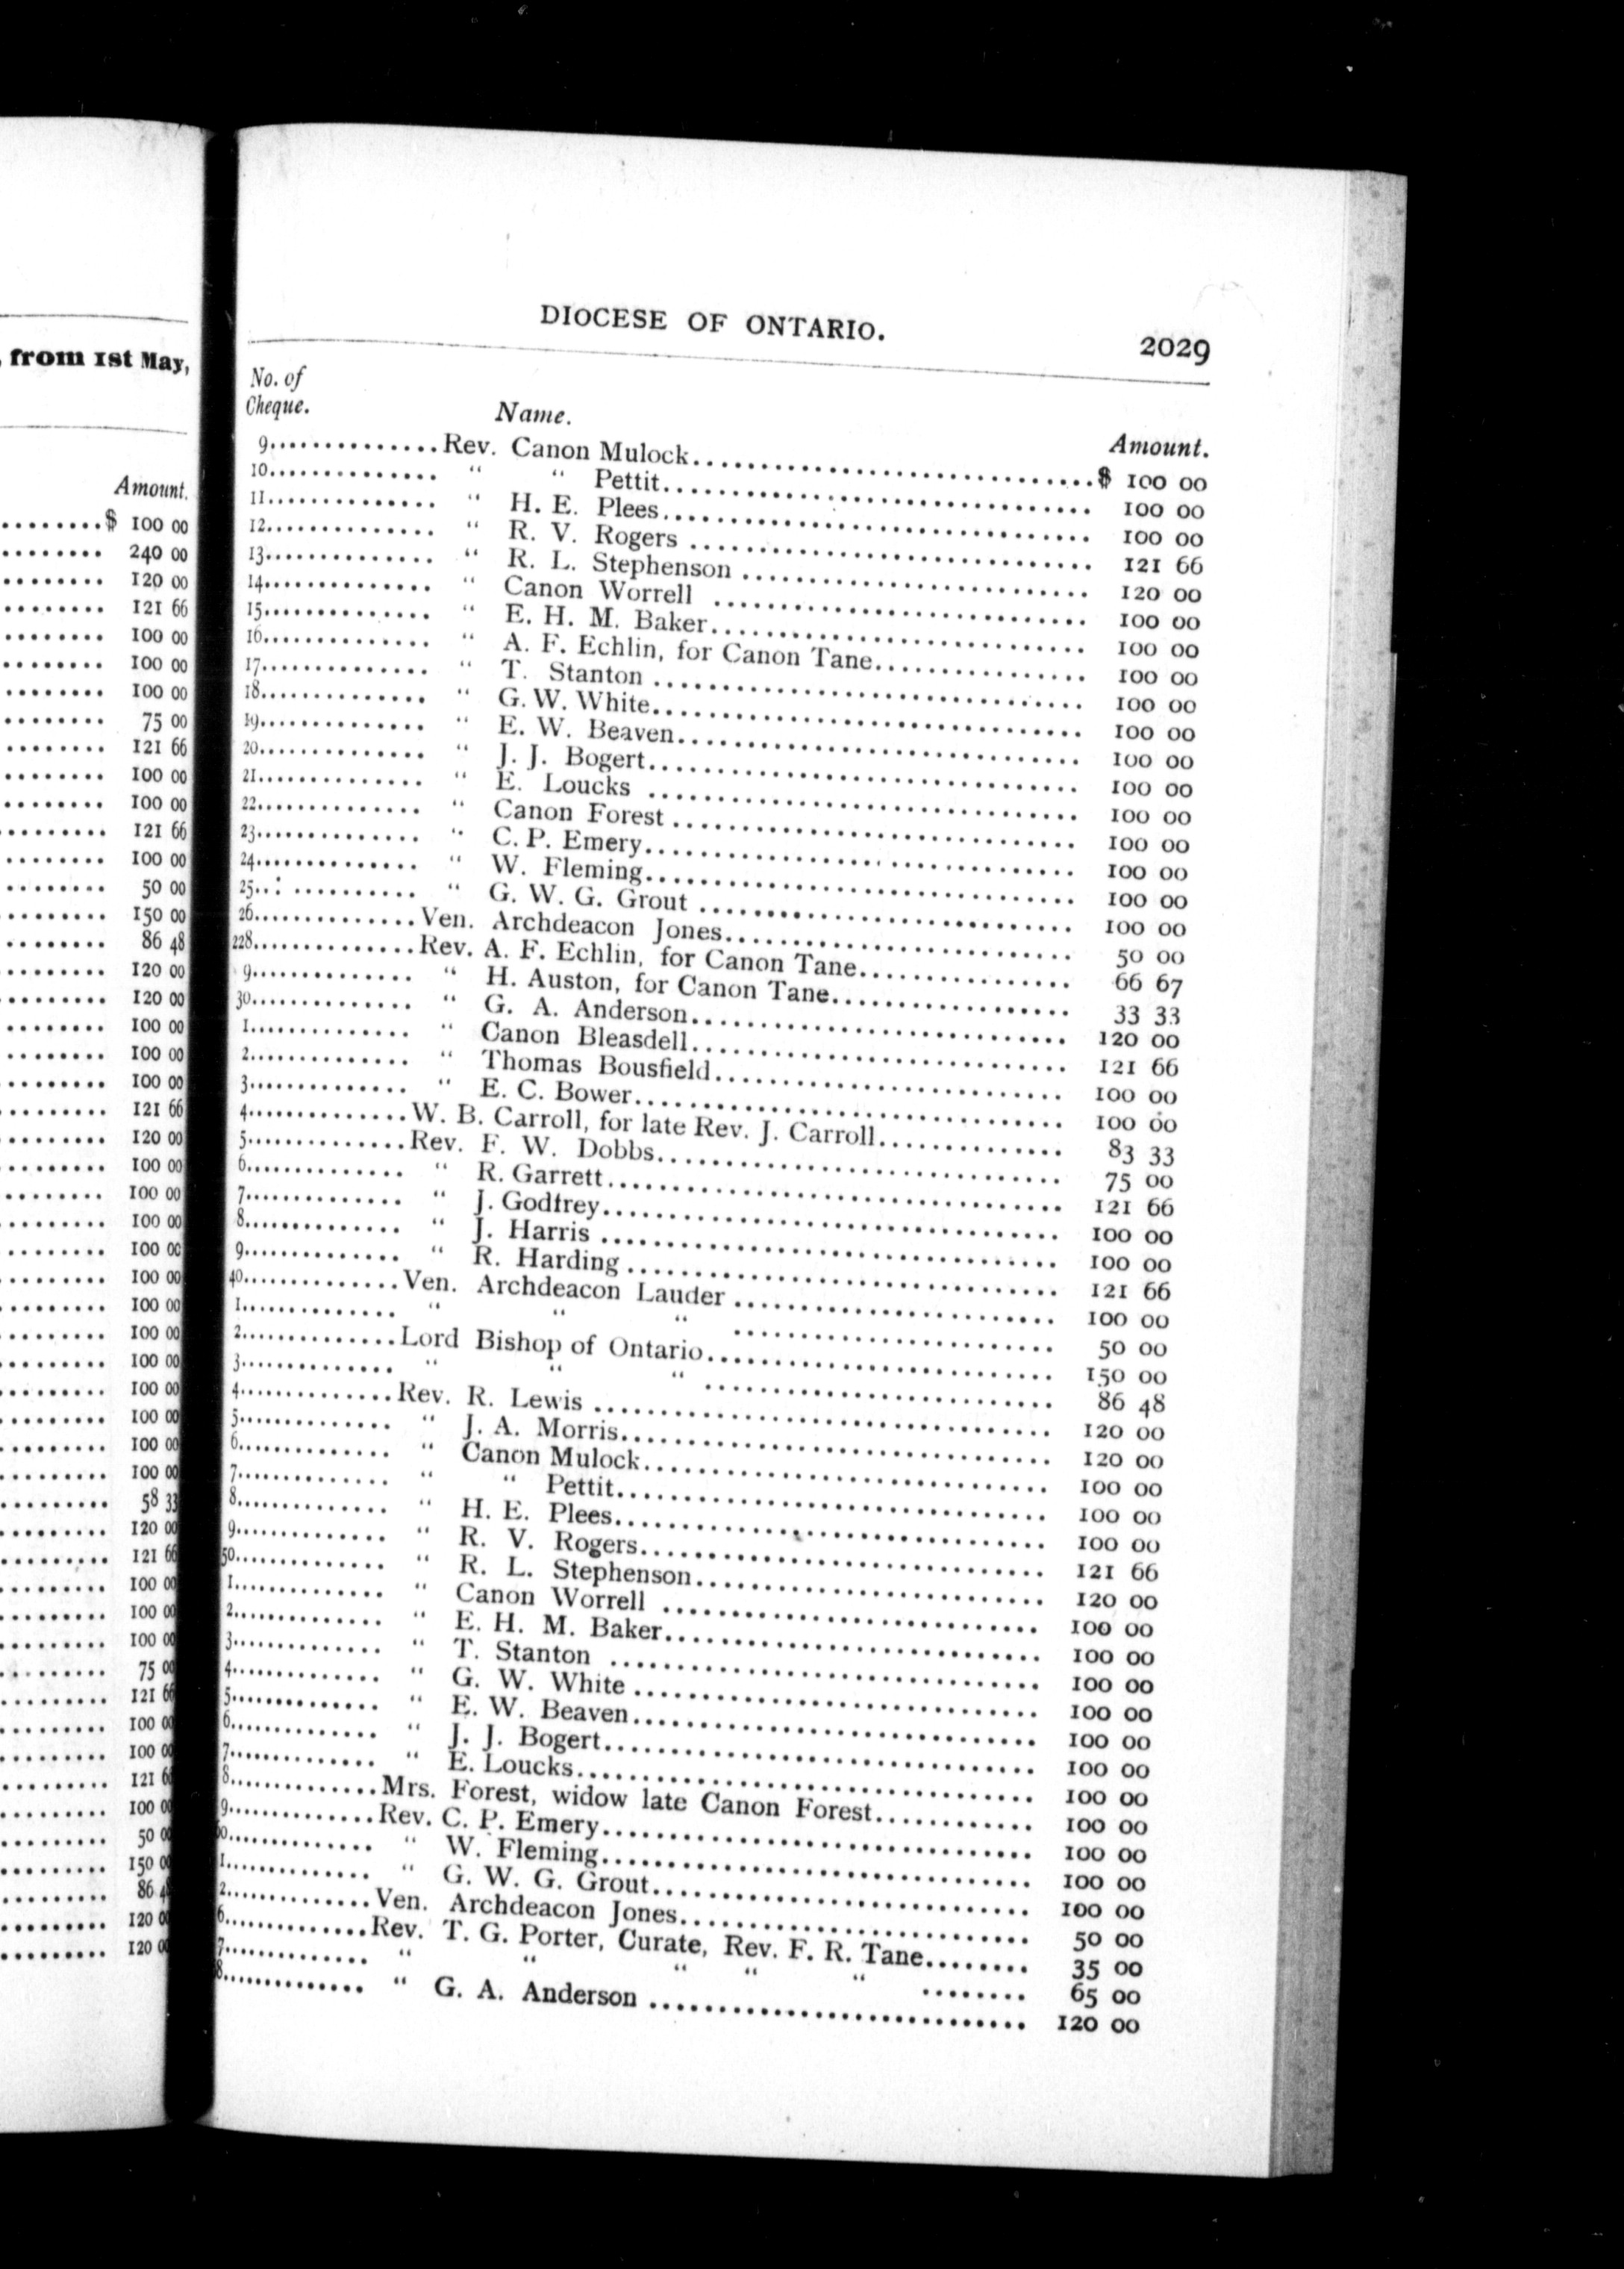 , from 1st May,
Amount.
........$ 100 00
........ 240 00
........ 120 00
........ 121 66
........ 100 00
........ 100 00
........ 100 00
........ 75 00
........ 121 66
........ 100 00
........ 100 00
........ 121 66
........ 100 00
........ 50 00
........ 150 00
........ 86 48
........ 120 00
........ 120 00
........ 100 00
........ 100 00
........ 100 00
........ 121 66
........ 120 00
........ 100 00
........ 100 00
........ 100 00
........ 100 00
........ 100 00
........ 100 00
........ 100 00
........ 100 00
........ 100 00
........ 100 00
........ 100 00
........ 100 00
........ 58 33
........ 120 00
........ 121 66
........ 100 00
........ 100 00
........ 100 00
........ 75 00
........ 121 66
........ 100 00
........ 100 00
........ 121 66
........ 100 00
........ 50 00
........ 150 00
........ 86 4
........ 120 00
........ 120 00
DIOCESE OF ONTARIO. 2029
No. of
Cheque. Name. Amount.
9..............Rev. Canon Mulock..............................$ 100 00
10.............. " " Pettit.............................. 100 00
11.............. " H. E. Plees.............................. 100 00
12.............. " R. V. Rogers .............................. 121 66
13.............. " R. L. Stephenson .............................. 120 00
14.............. " Canon Worrell .............................. 100 00
15.............. " E. H. M. Baker.............................. 100 00
16.............. " A. F. Echlin, for Canon Tane.................. 100 00
17.............. " T. Stanton .............................. 100 00
18.............. " G. W. White.............................. 100 00
19.............. " E. W. Beaven.............................. 100 00
20.............. " J. J. Bogert.............................. 100 00
21.............. " E. Loucks .............................. 100 00
22.............. " Canon Forest .............................. 100 00
23.............. " C. P. Emery.............................. 100 00
24.............. " W. Fleming.............................. 100 00
25..: .......... " G. W. G. Grout .............................. 100 00
26..............Ven. Archdeacon Jones.............................. 50 00
228..............Rev. A. F. Echlin, for Canon Tane.................. 66 67
9.............. " H. Auston, for Canon Tane.................. 33 33
30.............. " G. A. Anderson.............................. 120 00
1.............. " Canon Bleasdell.............................. 121 66
2.............. " Thomas Bousfield.............................. 100 00
3.............. " E. C. Bower.............................. 100 00
4..............W. B. Carroll, for late Rev. J. Carroll.............. 83 33
5..............Rev. F. W. Dobbs.............................. 75 00
6.............. " R. Garrett.............................. 121 66
7.............. " J. Godfrey.............................. 100 00
8.............. " J. Harris .............................. 100 00
9.............. " R. Harding .............................. 121 66
40..............Ven. Archdeacon Lauder .............................. 100 00
1.............. " " " .............................. 50 00
2..............Lord Bishop of Ontario.............................. 150 00
3.............. " " " .............................. 86 48
4..............Rev. R. Lewis .............................. 120 00
5.............. " J. A. Morris.............................. 120 00
6.............. " Canon Mulock.............................. 100 00
7.............. " " Pettit.............................. 100 00
8.............. " H. E. Plees.............................. 100 00
9.............. " R. V. Rogers.............................. 121 66
50.............. " R. L. Stephenson.............................. 120 00
1.............. " Canon Worrell .............................. 100 00
2.............. " E. H. M. Baker.............................. 100 00
3.............. " T. Stanton .............................. 100 00
4.............. " G. W. White .............................. 100 00
5.............. " E. W. Beaven.............................. 100 00
6.............. " J. J. Bogert.............................. 100 00
7.............. " E. Loucks.............................. 100 00
8..............Mrs. Forest, widow late Canon Forest.............. 100 00
9..............Rev. C. P. Emery.............................. 100 00
60.............. " W. Fleming.............................. 100 00
1.............. " G. W. G. Grout.............................. 100 00
2..............Ven. Archdeacon Jones.............................. 50 00
6..............Rev. T. G. Porter, Curate, Rev. F. R. Tane........ 35 00
7.............. " " " " " ........ 65 00
8.............. " G. A. Anderson .............................. 120 00